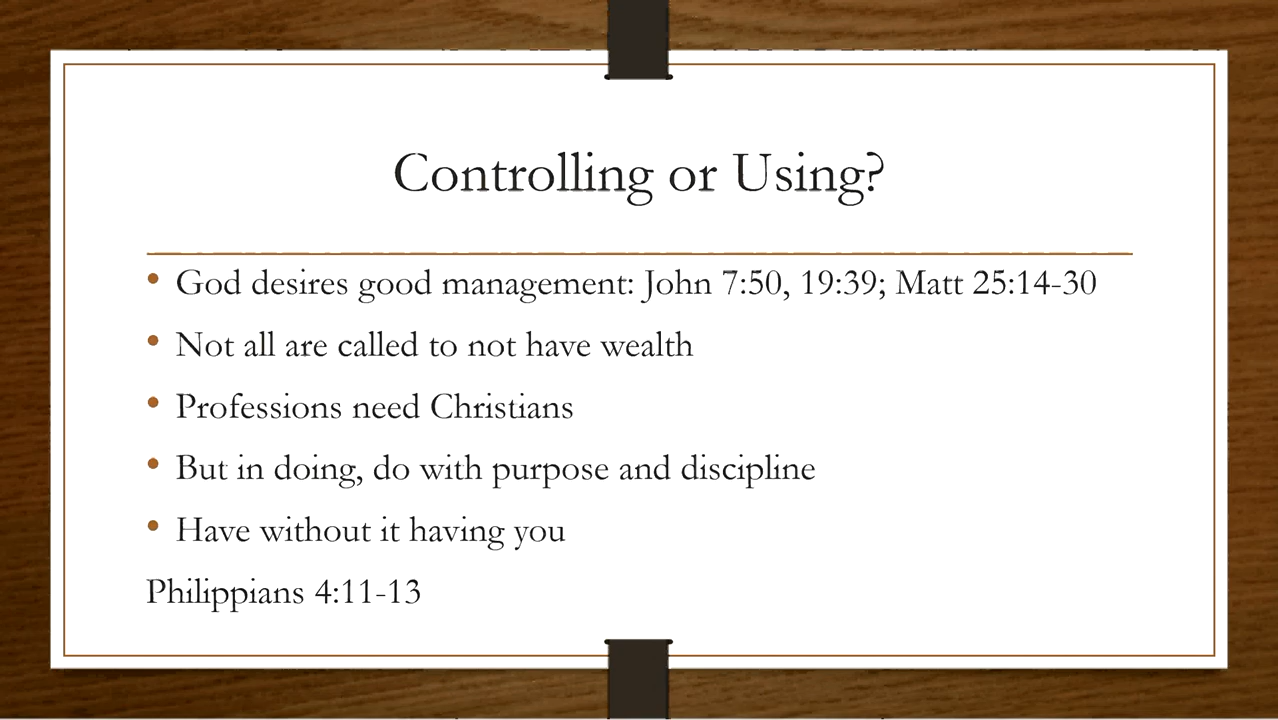 Controlling or Using?
• God desires good management: John 7:50, 19:39; Matt 25:14-30
• Not all are called to not have wealth
• Professions need Christians
• But in doing, do with purpose and discipline
• Have without it having you
Philippians 4:11-13